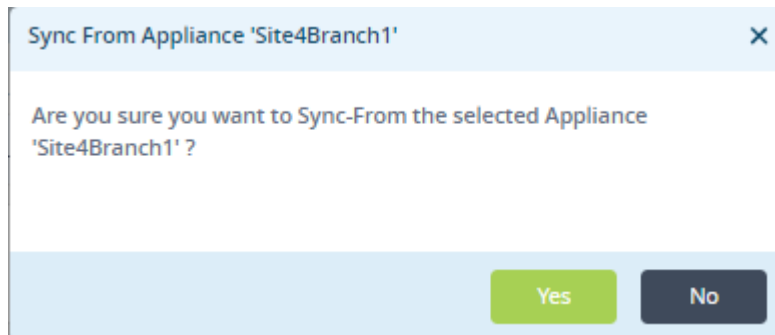 Sync From Appliance 'Site4Branch1'
Are you sure you want to Sync-From the selected Appliance
'Site4Branch1' ?
Yes
No